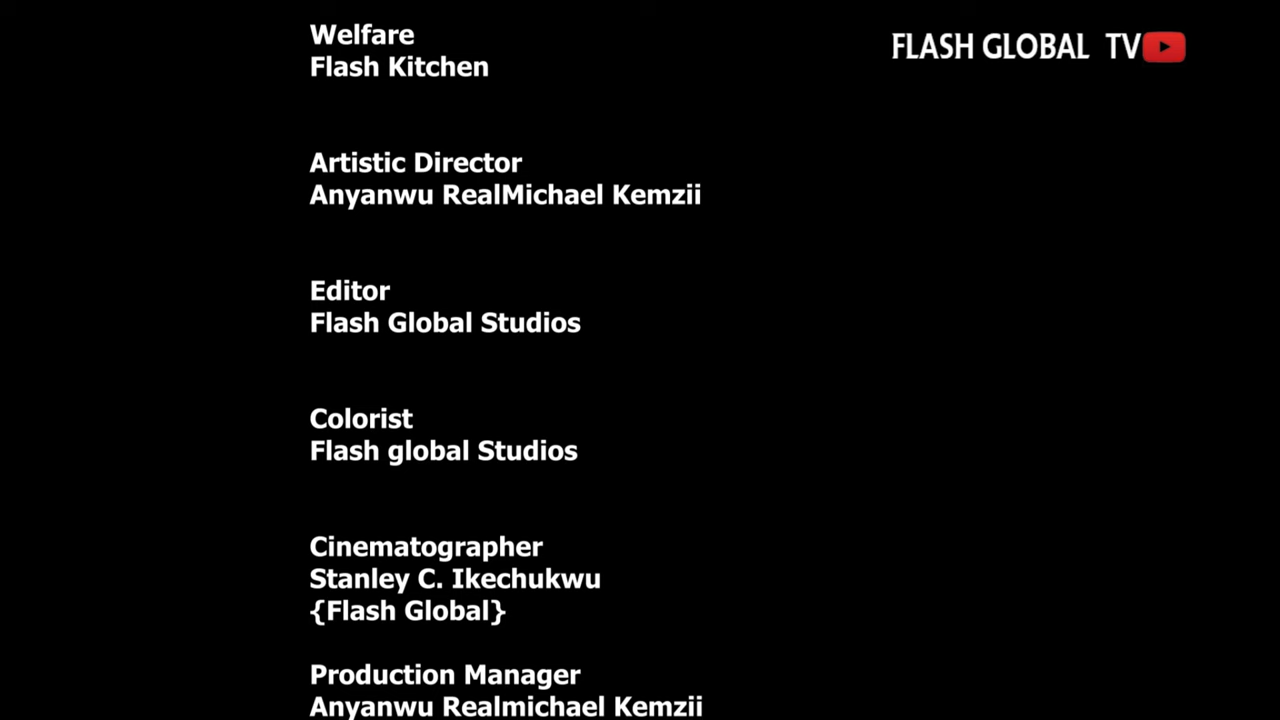 Welfare
Flash Kitchen
FLASH GLOBAL TV
Artistic Director
Anyanwu RealMichael Kemzii
Editor
Flash Global Studios
Colorist
Flash global Studios
Cinematographer
Stanley C. Ikechukwu
{Flash Global}
Production Manager
Anyanwu Realmichael Kemzii